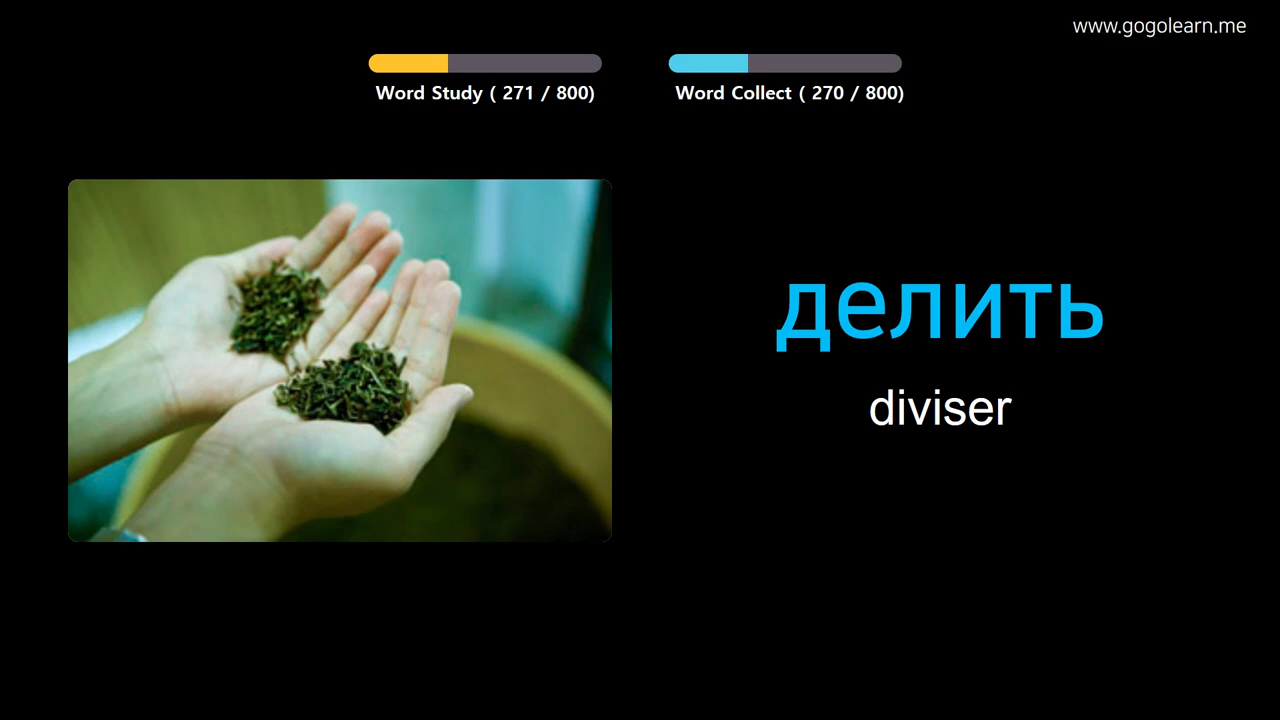 www.gogolearn.me
Word Study ( 271 / 800)
Word Collect ( 270 / 800)
делить
diviser